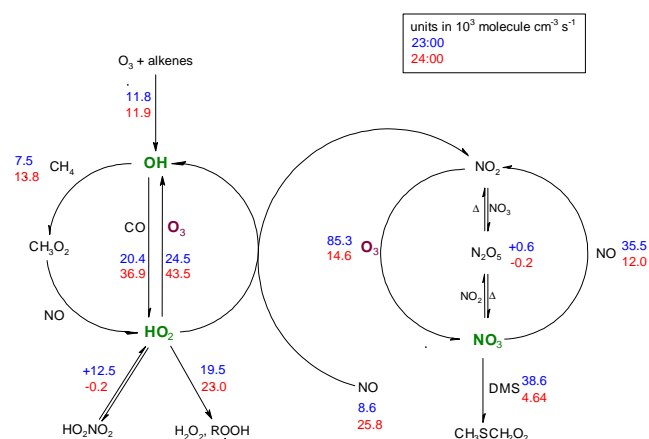 units in 10³ molecule cm⁻³ s⁻¹
23:00
24:00
O₃ + alkenes
11.8
11.9
7.5
13.8
CH₄
OH
NO₂
CO
O₃
Δ
NO₃
CH₃O₂
20.4
36.9
24.5
43.5
85.3
14.6
O₃
N₂O₅
+0.6
-0.2
NO
35.5
12.0
NO
NO₂
Δ
HO₂
NO₃
+12.5
-0.2
19.5
23.0
NO
8.6
25.8
DMS
38.6
4.64
HO₂NO₂
H₂O₂, ROOH
CH₃SCH₂O₂